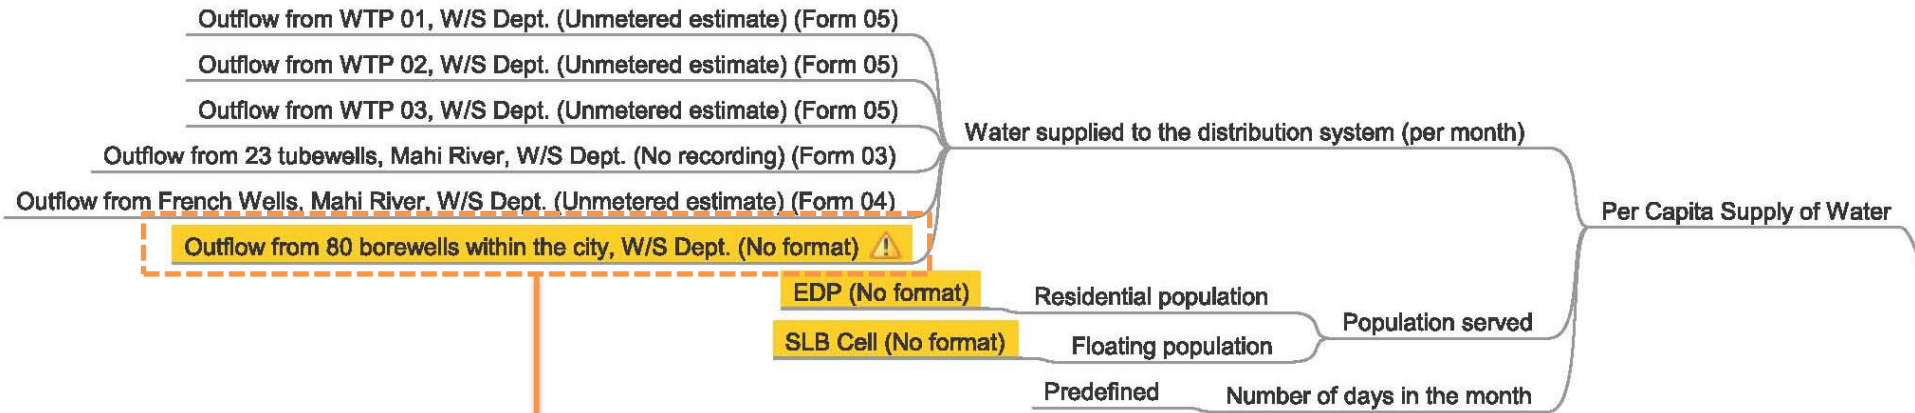 Outflow from WTP 01, W/S Dept. (Unmetered estimate) (Form 05)
Outflow from WTP 02, W/S Dept. (Unmetered estimate) (Form 05)
Outflow from WTP 03, W/S Dept. (Unmetered estimate) (Form 05)
Outflow from 23 tubewells, Mahi River, W/S Dept. (No recording) (Form 03)
Outflow from French Wells, Mahi River, W/S Dept. (Unmetered estimate) (Form 04)
Outflow from 80 borewells within the city, W/S Dept. (No format)
Water supplied to the distribution system (per month)
EDP (No format)
Residential population
SLB Cell (No format)
Floating population
Population served
Predefined
Number of days in the month
Per Capita Supply of Water